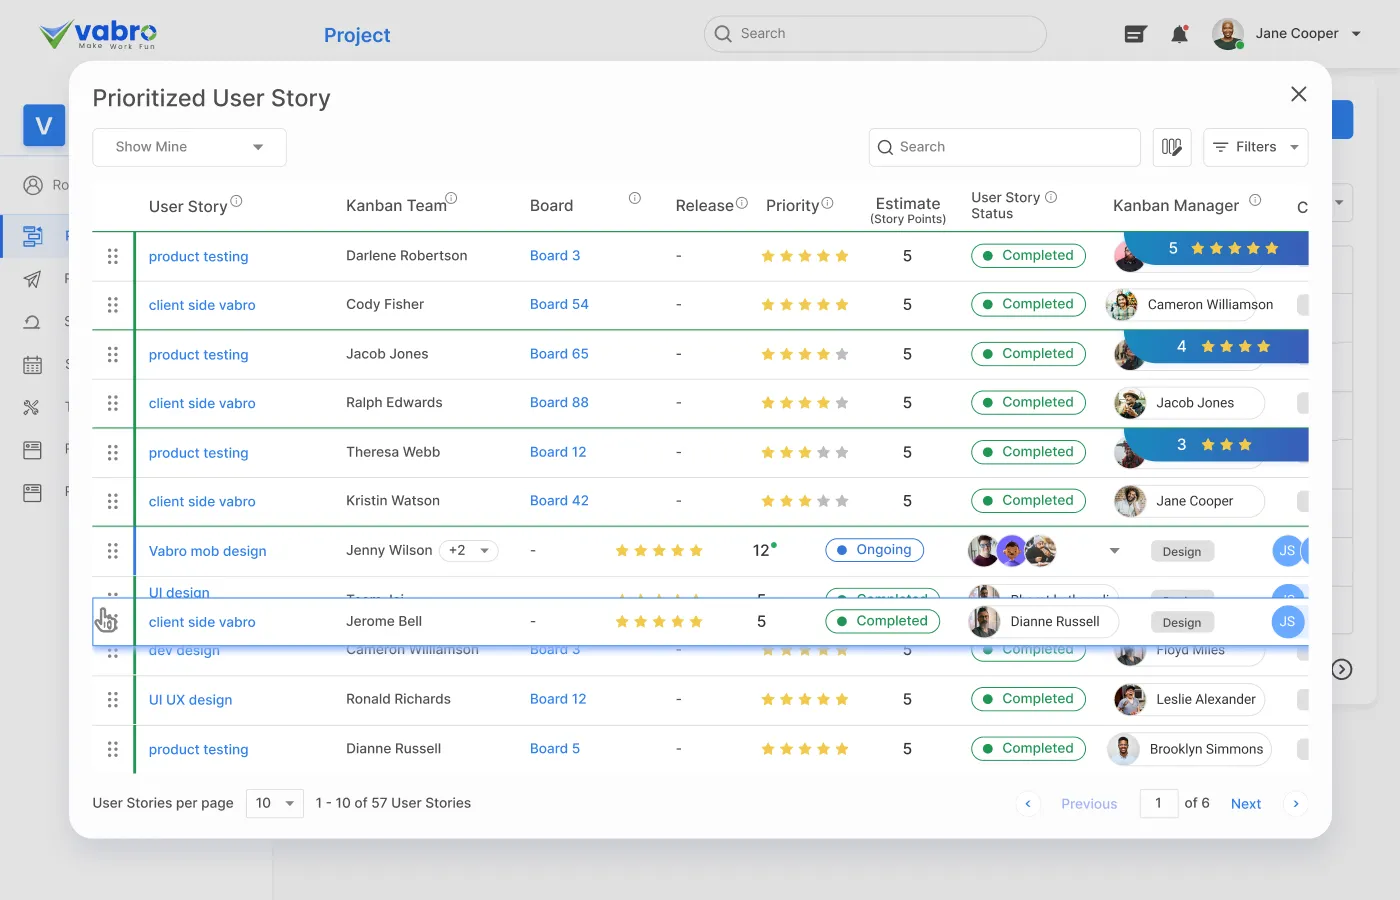 vabro
Make Work Fun
Project
Search
Jane Cooper
Prioritized User Story
V
Show Mine
Search
Filters
Ro
User Story
Kanban Team
Board
Release
Priority
Estimate
(Story Points)
User Story
Status
Kanban Manager
C
product testing
Darlene Robertson
Board 3
-
5
Completed
5
client side vabro
Cody Fisher
Board 54
-
5
Completed
Cameron Williamson
product testing
Jacob Jones
Board 65
-
5
Completed
4
client side vabro
Ralph Edwards
Board 88
-
5
Completed
Jacob Jones
product testing
Theresa Webb
Board 12
-
5
Completed
3
client side vabro
Kristin Watson
Board 42
-
5
Completed
Jane Cooper
Vabro mob design
Jenny Wilson
+2
-
12
Ongoing
Design
JS
UI design
Completed
client side vabro
Jerome Bell
-
5
Completed
Dianne Russell
Design
JS
dev design
Cameron Williamson
Board 3
-
5
Completed
Floyd Miles
UI UX design
Ronald Richards
Board 12
-
5
Completed
Leslie Alexander
product testing
Dianne Russell
Board 5
-
5
Completed
Brooklyn Simmons
User Stories per page
10
1 - 10 of 57 User Stories
Previous
1
of 6
Next